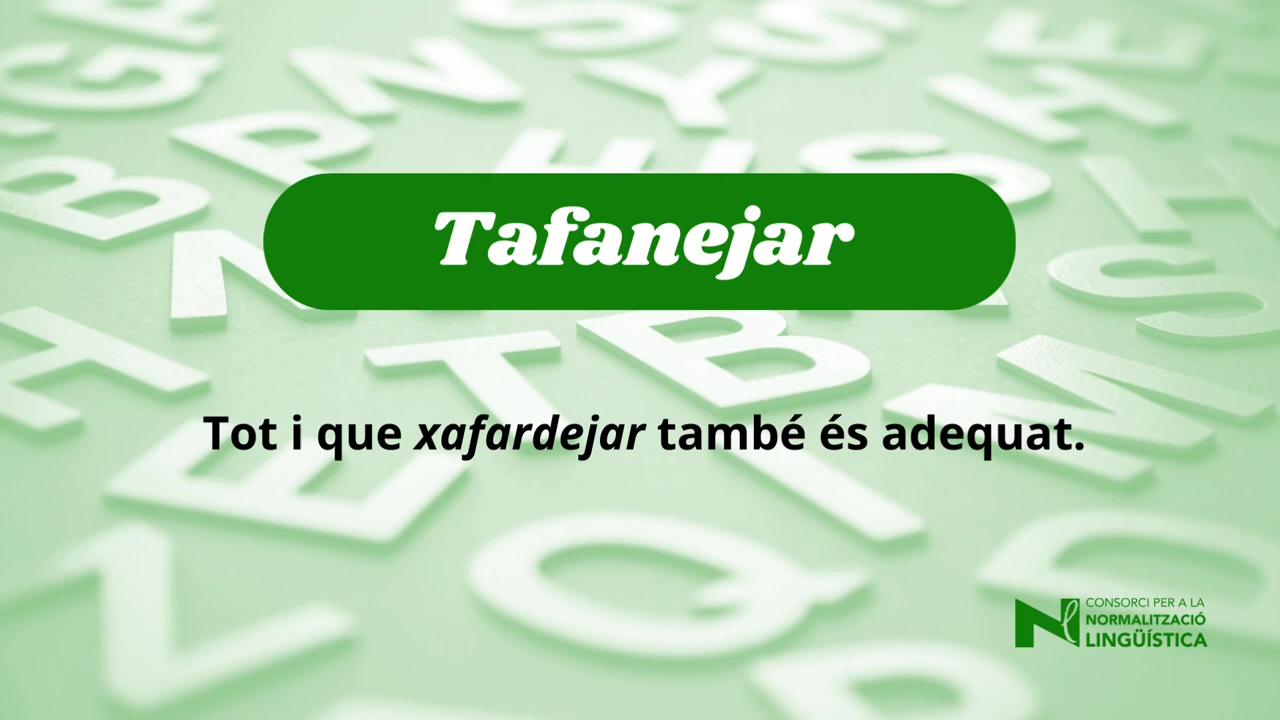 Tafanejar
Tot i que xafardejar també és adequat.
CONSORCI PER A LA
NORMALITZACIÓ
LINGÜÍSTICA